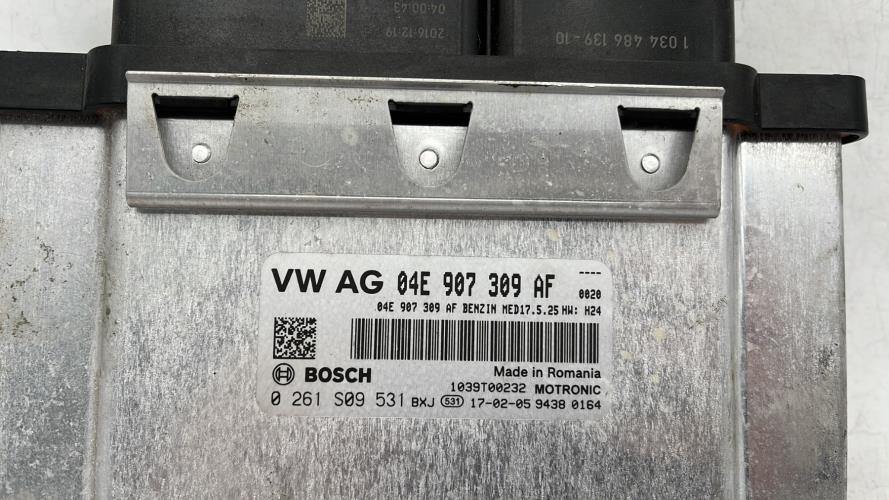 04:00:43
2016-12-19
1 034 486 139-10
VW AG 04E 907 309 AF
----
0020
04E 907 309 AF BENZIN MED17.5.25 HW: H24
BOSCH
Made in Romania
1039T00232 MOTRONIC
0 261 S09 531 BXJ 531 17-02-05 9438 0164